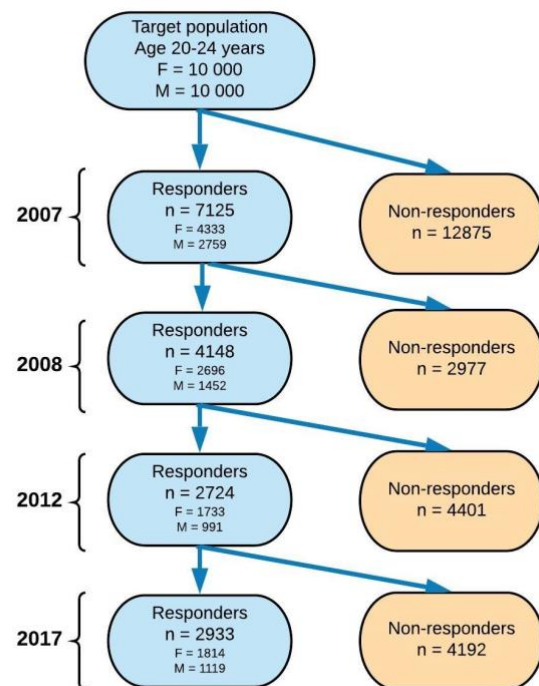 Target population
Age 20-24 years
F = 10 000
M = 10 000
2007
Responders
n = 7125
F = 4333
M = 2759
Non-responders
n = 12875
2008
Responders
n = 4148
F = 2696
M = 1452
Non-responders
n = 2977
2012
Responders
n = 2724
F = 1733
M = 991
Non-responders
n = 4401
2017
Responders
n = 2933
F = 1814
M = 1119
Non-responders
n = 4192